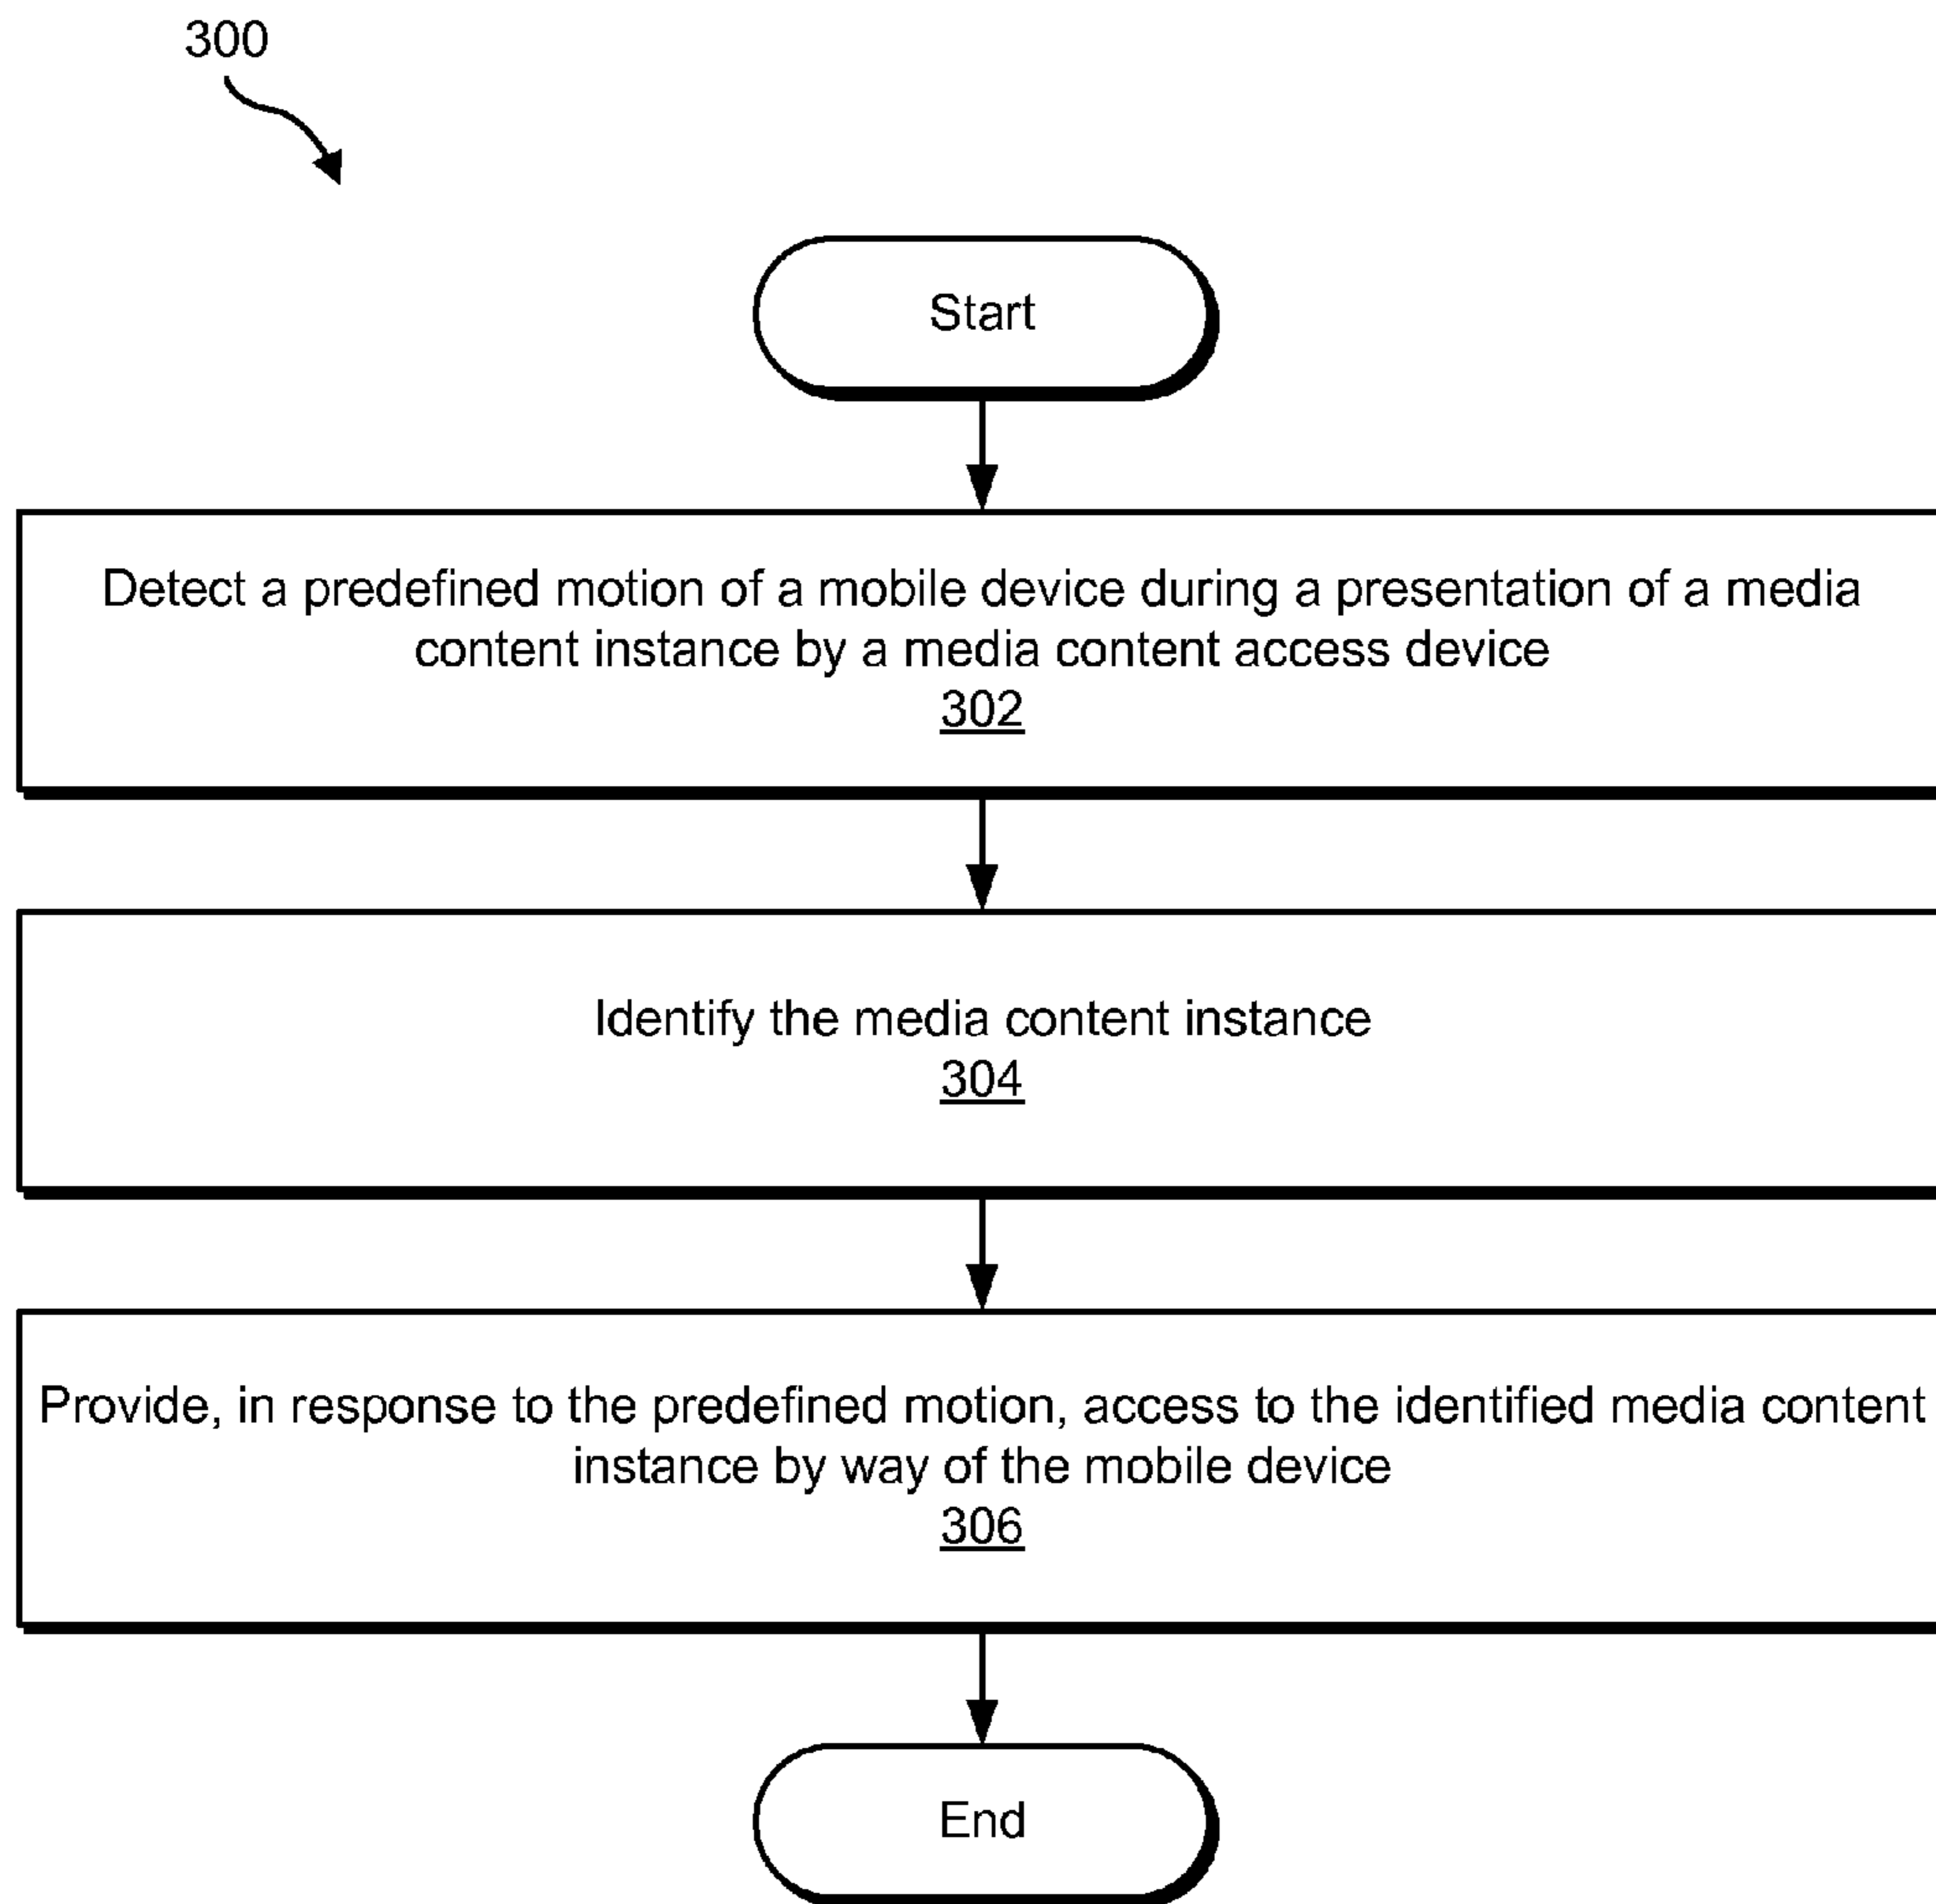 300
Start
Detect a predefined motion of a mobile device during a presentation of a media
content instance by a media content access device
302
Identify the media content instance
304
Provide, in response to the predefined motion, access to the identified media content
instance by way of the mobile device
306
End